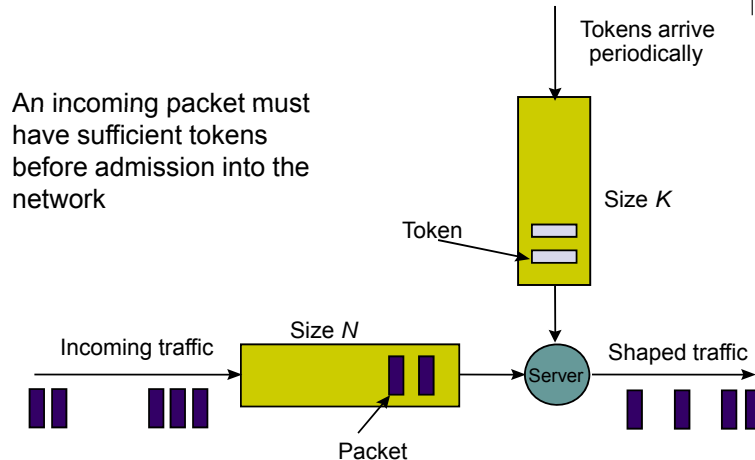 Tokens arrive
periodically
An incoming packet must
have sufficient tokens
before admission into the
network
Size K
Token
Size N
Incoming traffic
Server
Shaped traffic
Packet